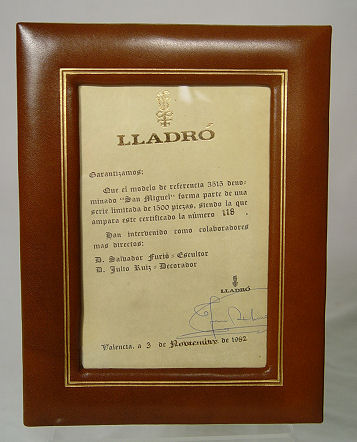 LLADRÓ
Garantizamos:
Que el modelo de referencia 3515 deno-
minado "San Miguel" forma parte de una
serie limitada de 1500 piezas, siendo la que
ampara este certificado la número 118 .
Han intervenido como colaboradores
mas directos:
D. Salvador Furió - Escultor
D. Julio Ruiz - Decorador
LLADRÓ
Valencia, a 3 de Noviembre de 1982